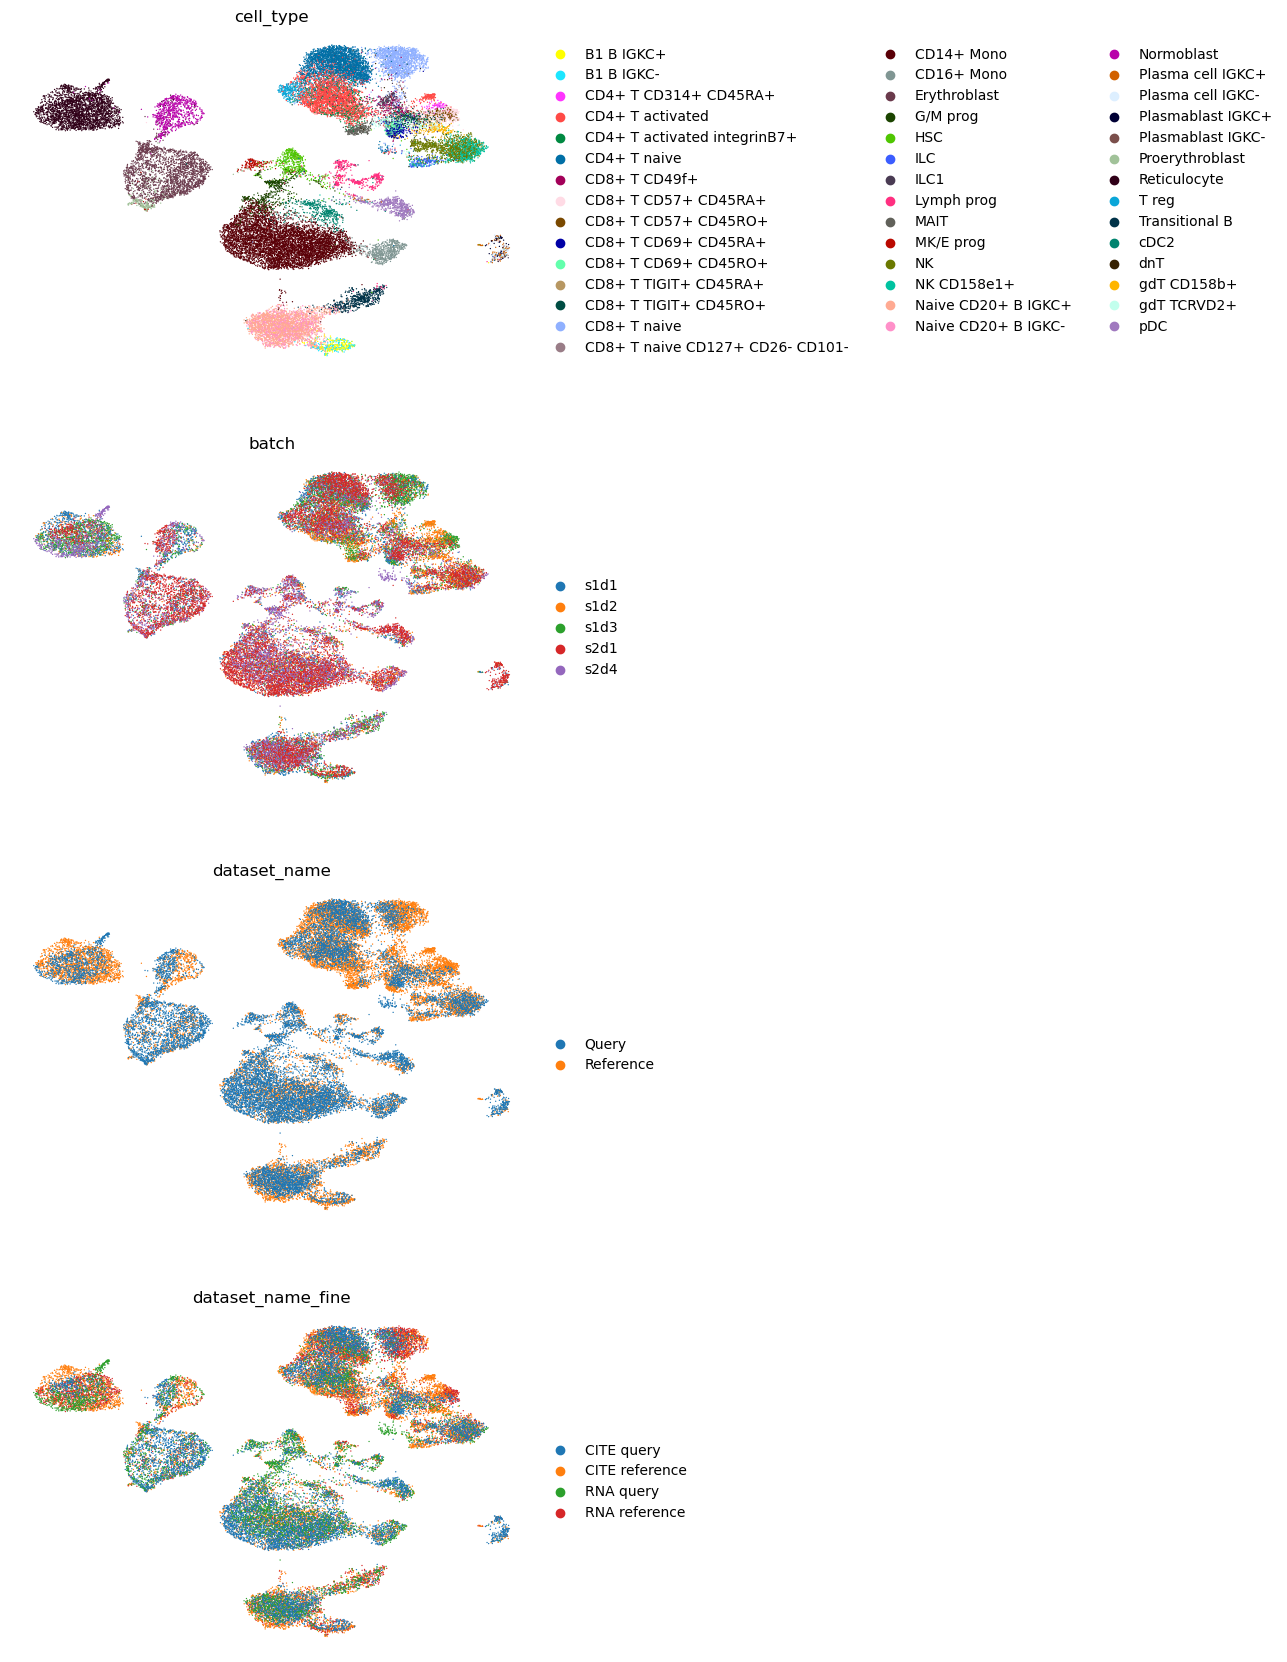 cell_type
B1 B IGKC+
B1 B IGKC-
CD4+ T CD314+ CD45RA+
CD4+ T activated
CD4+ T activated integrinB7+
CD4+ T naive
CD8+ T CD49f+
CD8+ T CD57+ CD45RA+
CD8+ T CD57+ CD45RO+
CD8+ T CD69+ CD45RA+
CD8+ T CD69+ CD45RO+
CD8+ T TIGIT+ CD45RA+
CD8+ T TIGIT+ CD45RO+
CD8+ T naive
CD8+ T naive CD127+ CD26- CD101-
CD14+ Mono
CD16+ Mono
Erythroblast
G/M prog
HSC
ILC
ILC1
Lymph prog
MAIT
MK/E prog
NK
NK CD158e1+
Naive CD20+ B IGKC+
Naive CD20+ B IGKC-
Normoblast
Plasma cell IGKC+
Plasma cell IGKC-
Plasmablast IGKC+
Plasmablast IGKC-
Proerythroblast
Reticulocyte
T reg
Transitional B
cDC2
dnT
gdT CD158b+
gdT TCRVD2+
pDC
batch
s1d1
s1d2
s1d3
s2d1
s2d4
dataset_name
Query
Reference
dataset_name_fine
CITE query
CITE reference
RNA query
RNA reference